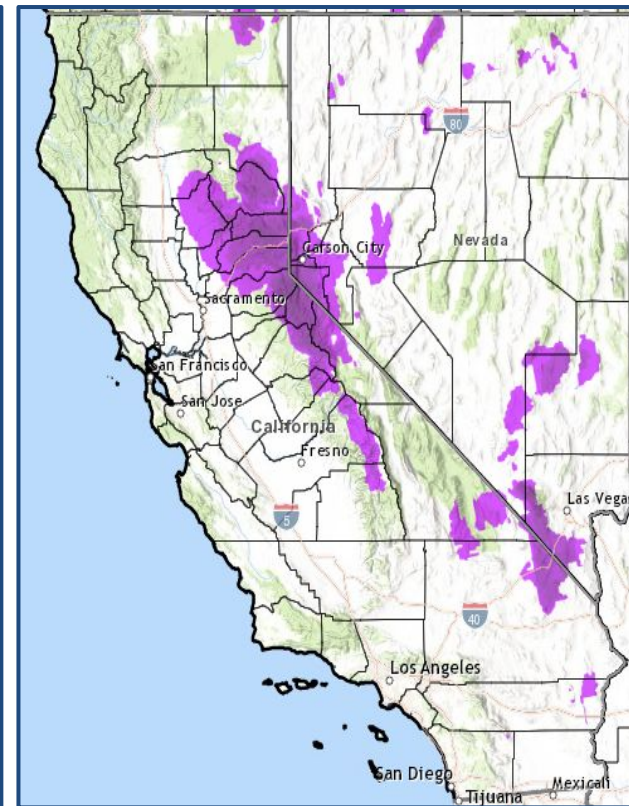 80
Nevada
Carson City
Sacramento
San Francisco
San Jose
California
Fresno
5
Las Vegas
40
Los Angeles
San Diego
Tijuana
Mexicali